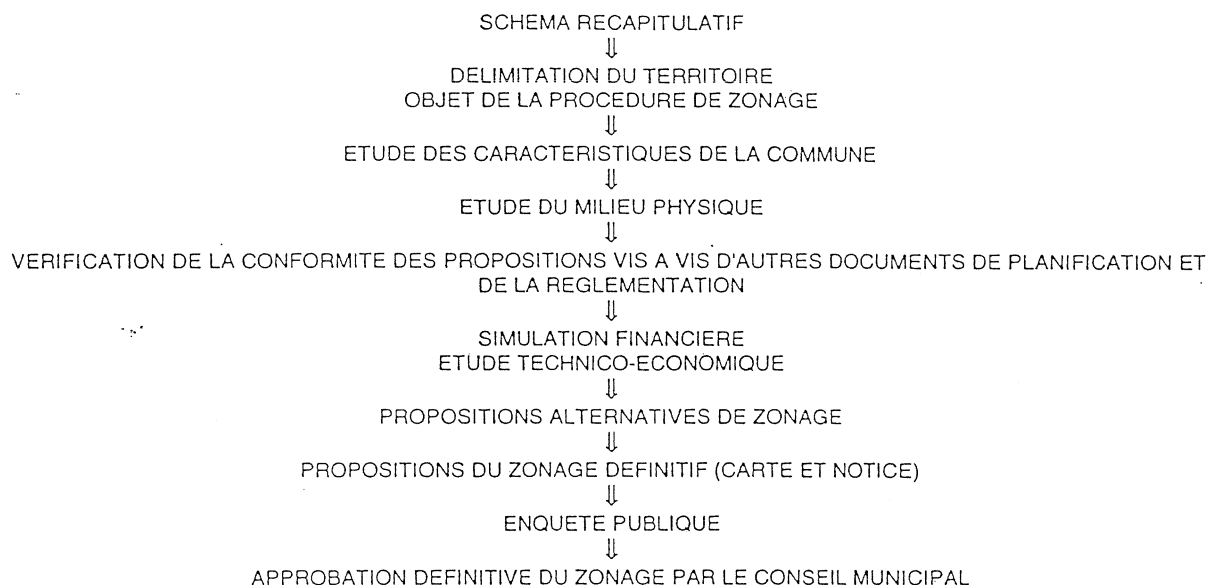 SCHEMA RECAPITULATIF
⇓
DELIMITATION DU TERRITOIRE
OBJET DE LA PROCEDURE DE ZONAGE
⇓
ETUDE DES CARACTERISTIQUES DE LA COMMUNE
⇓
ETUDE DU MILIEU PHYSIQUE
⇓
VERIFICATION DE LA CONFORMITE DES PROPOSITIONS VIS A VIS D'AUTRES DOCUMENTS DE PLANIFICATION ET
DE LA REGLEMENTATION
⇓
SIMULATION FINANCIERE
ETUDE TECHNICO-ECONOMIQUE
⇓
PROPOSITIONS ALTERNATIVES DE ZONAGE
⇓
PROPOSITIONS DU ZONAGE DEFINITIF (CARTE ET NOTICE)
⇓
ENQUETE PUBLIQUE
⇓
APPROBATION DEFINITIVE DU ZONAGE PAR LE CONSEIL MUNICIPAL